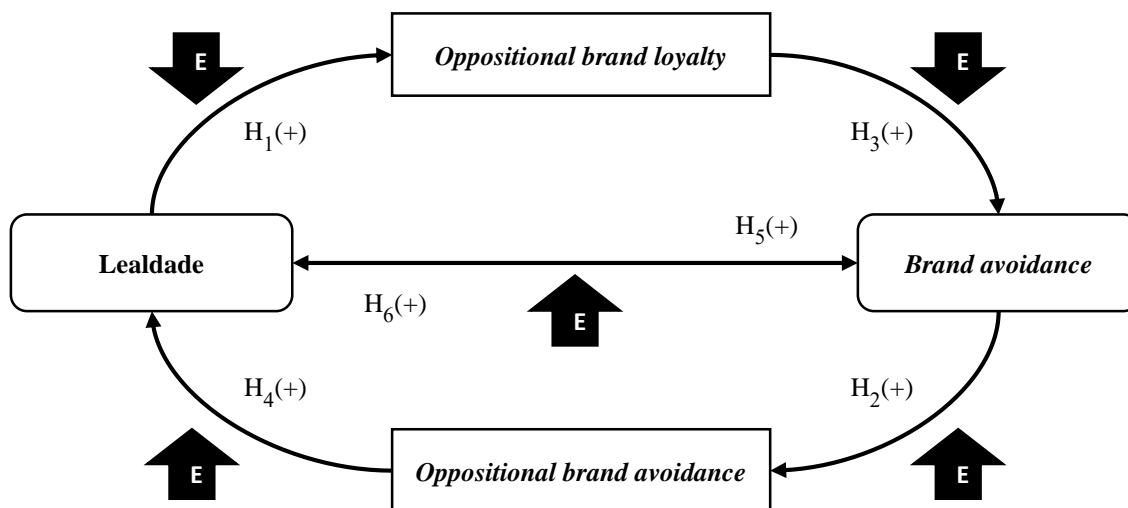 Oppositional brand loyalty
E
E
H1(+)
H3(+)
H5(+)
Lealdade
Brand avoidance
H6(+)
E
H4(+)
H2(+)
Oppositional brand avoidance
E
E